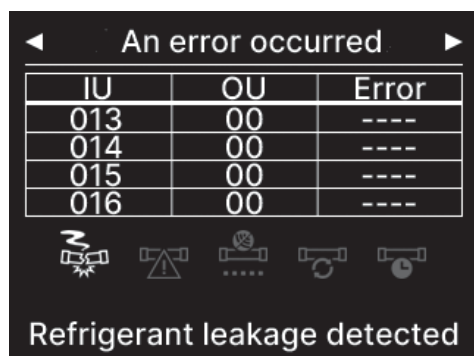 ◄ An error occurred ►
IU OU Error
013 00 ----
014 00 ----
015 00 ----
016 00 ----
Refrigerant leakage detected